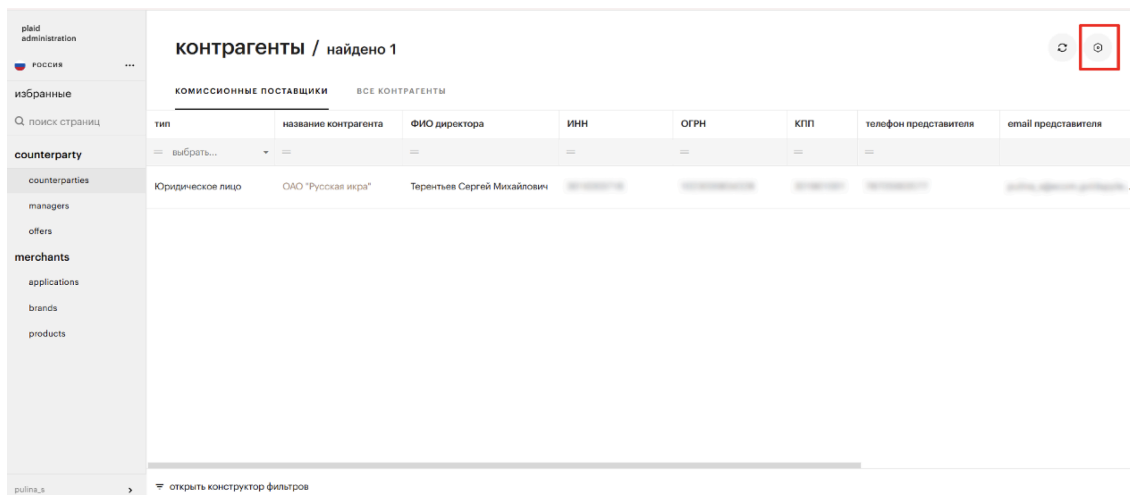 plaid
administration
РОССИЯ ...
избранные
поиск страниц
counterparty
counterparties
managers
offers
merchants
applications
brands
products
pulina_s
контрагенты / найдено 1
КОМИССИОННЫЕ ПОСТАВЩИКИ ВСЕ КОНТРАГЕНТЫ
тип название контрагента ФИО директора ИНН ОГРН КПП телефон представителя email представителя
= выбрать... = = = = = =
Юридическое лицо ОАО "Русская икра" Терентьев Сергей Михайлович
открыть конструктор фильтров